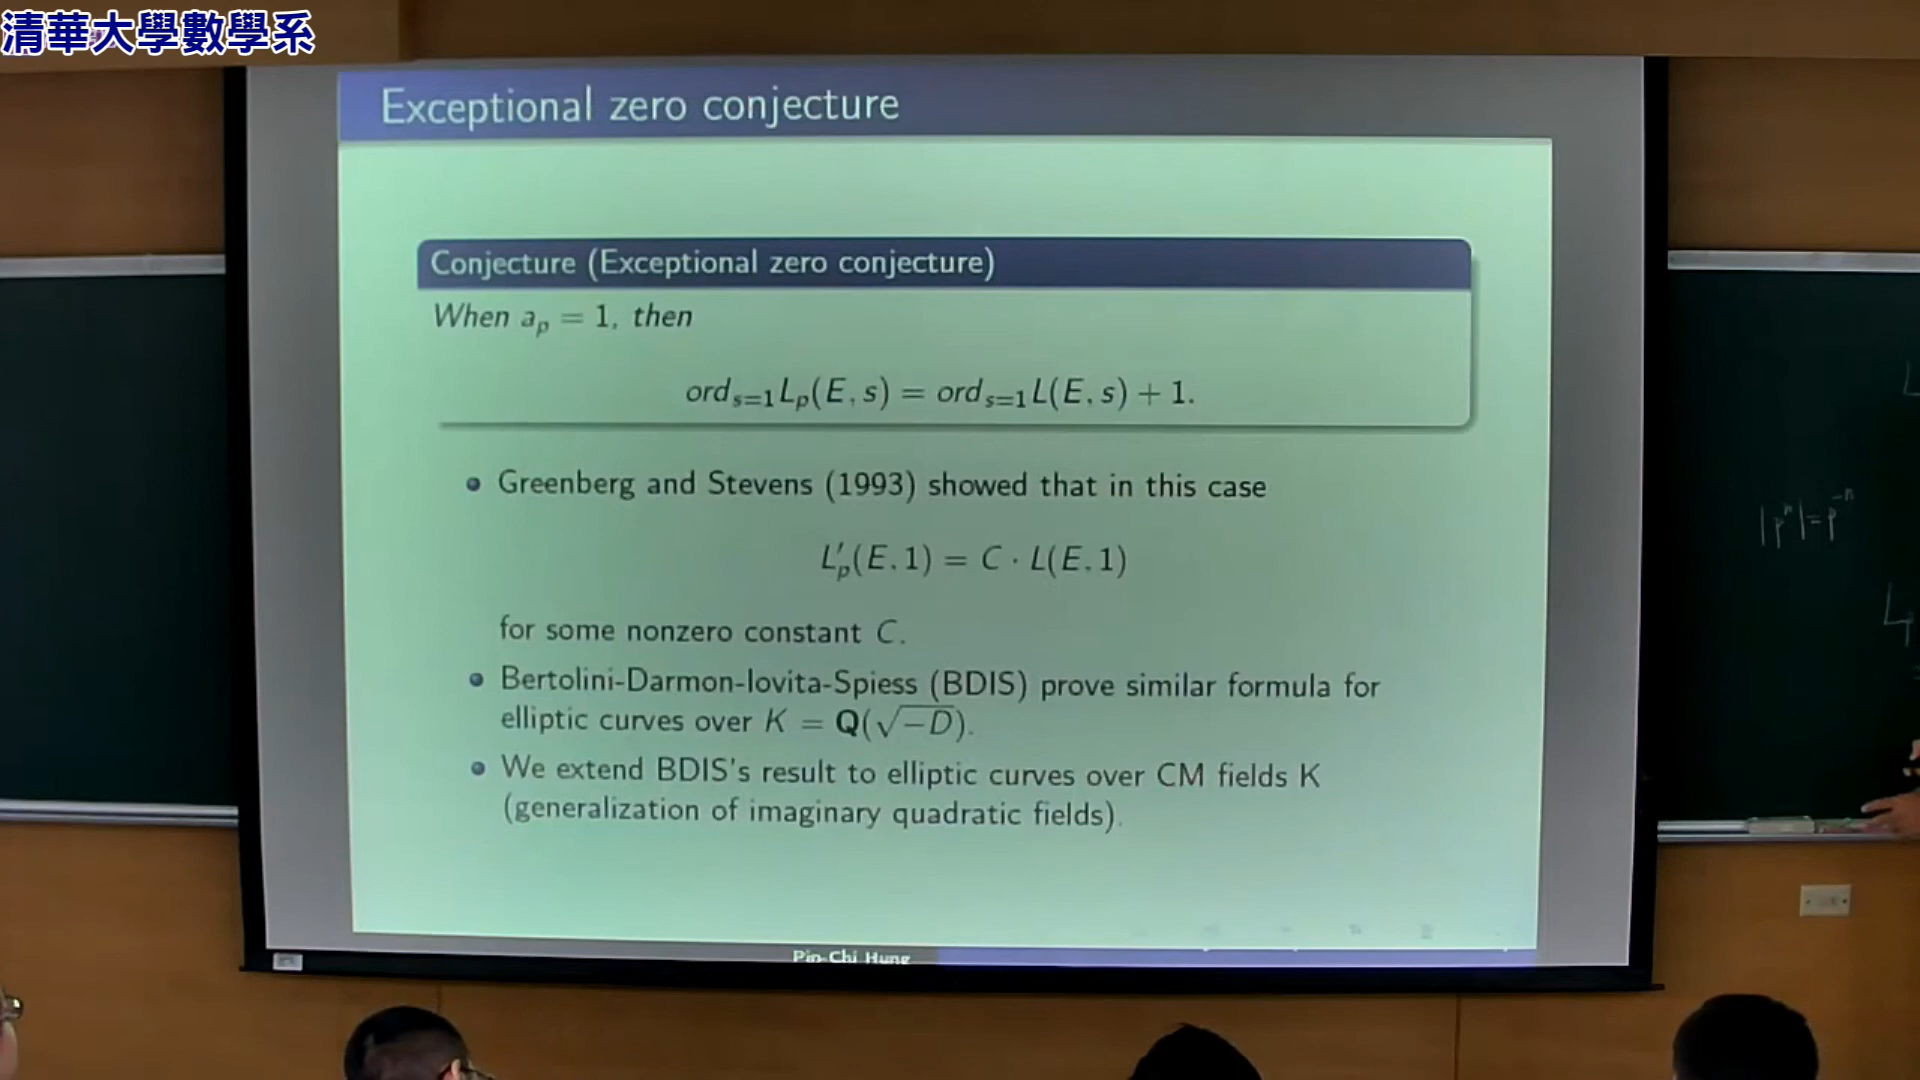 清華大學數學系
Exceptional zero conjecture
Conjecture (Exceptional zero conjecture)
When aₚ = 1, then
ord_{s=1} Lₚ(E, s) = ord_{s=1} L(E, s) + 1.
• Greenberg and Stevens (1993) showed that in this case
L′ₚ(E, 1) = C · L(E, 1)
for some nonzero constant C.
• Bertolini-Darmon-Iovita-Spiess (BDIS) prove similar formula for
elliptic curves over K = Q(√−D).
• We extend BDIS's result to elliptic curves over CM fields K
(generalization of imaginary quadratic fields).
Pin-Chi Hung
|pⁿ|=p⁻ⁿ